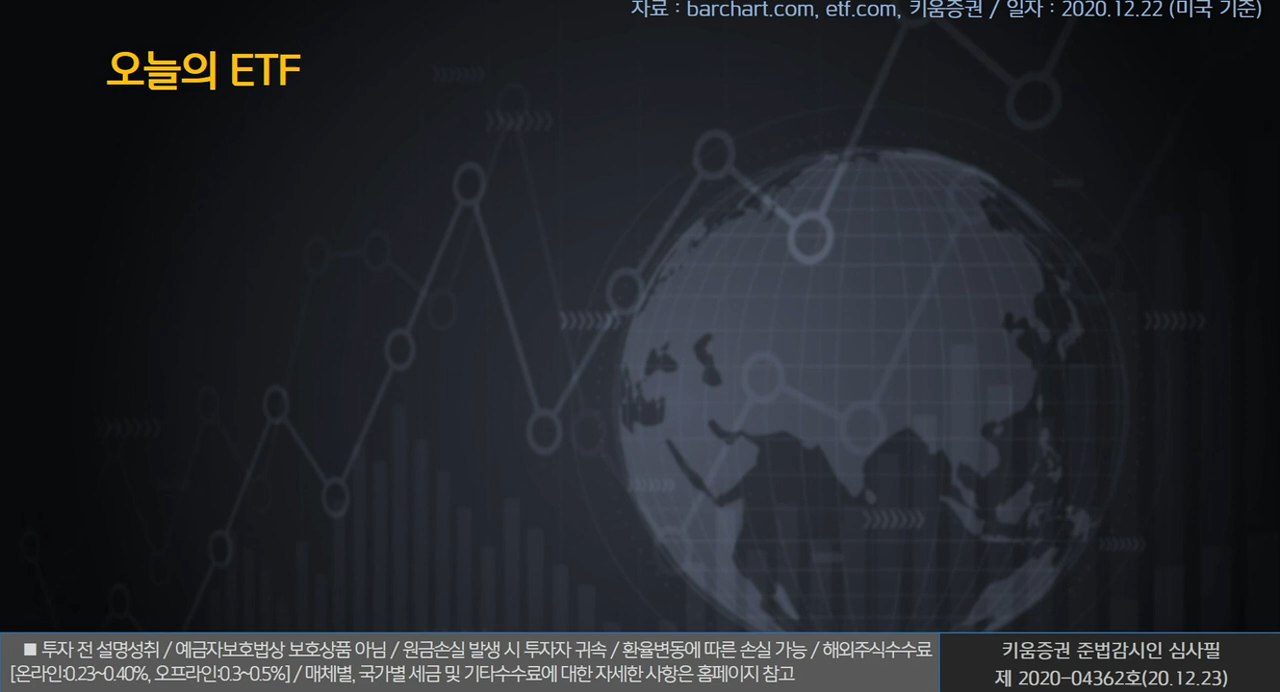 자료 : barchart.com, etf.com, 키움증권 / 일자 : 2020.12.22 (미국 기준)
오늘의 ETF
■ 투자 전 설명성취 / 예금자보호법상 보호상품 아님 / 원금손실 발생 시 투자자 귀속 / 환율변동에 따른 손실 가능 / 해외주식수수료
[온라인:0.23~0.40%, 오프라인:0.3~0.5%] / 매체별, 국가별 세금 및 기타수수료에 대한 자세한 사항은 홈페이지 참고
키움증권 준법감시인 심사필
제 2020-04362호(20.12.23)